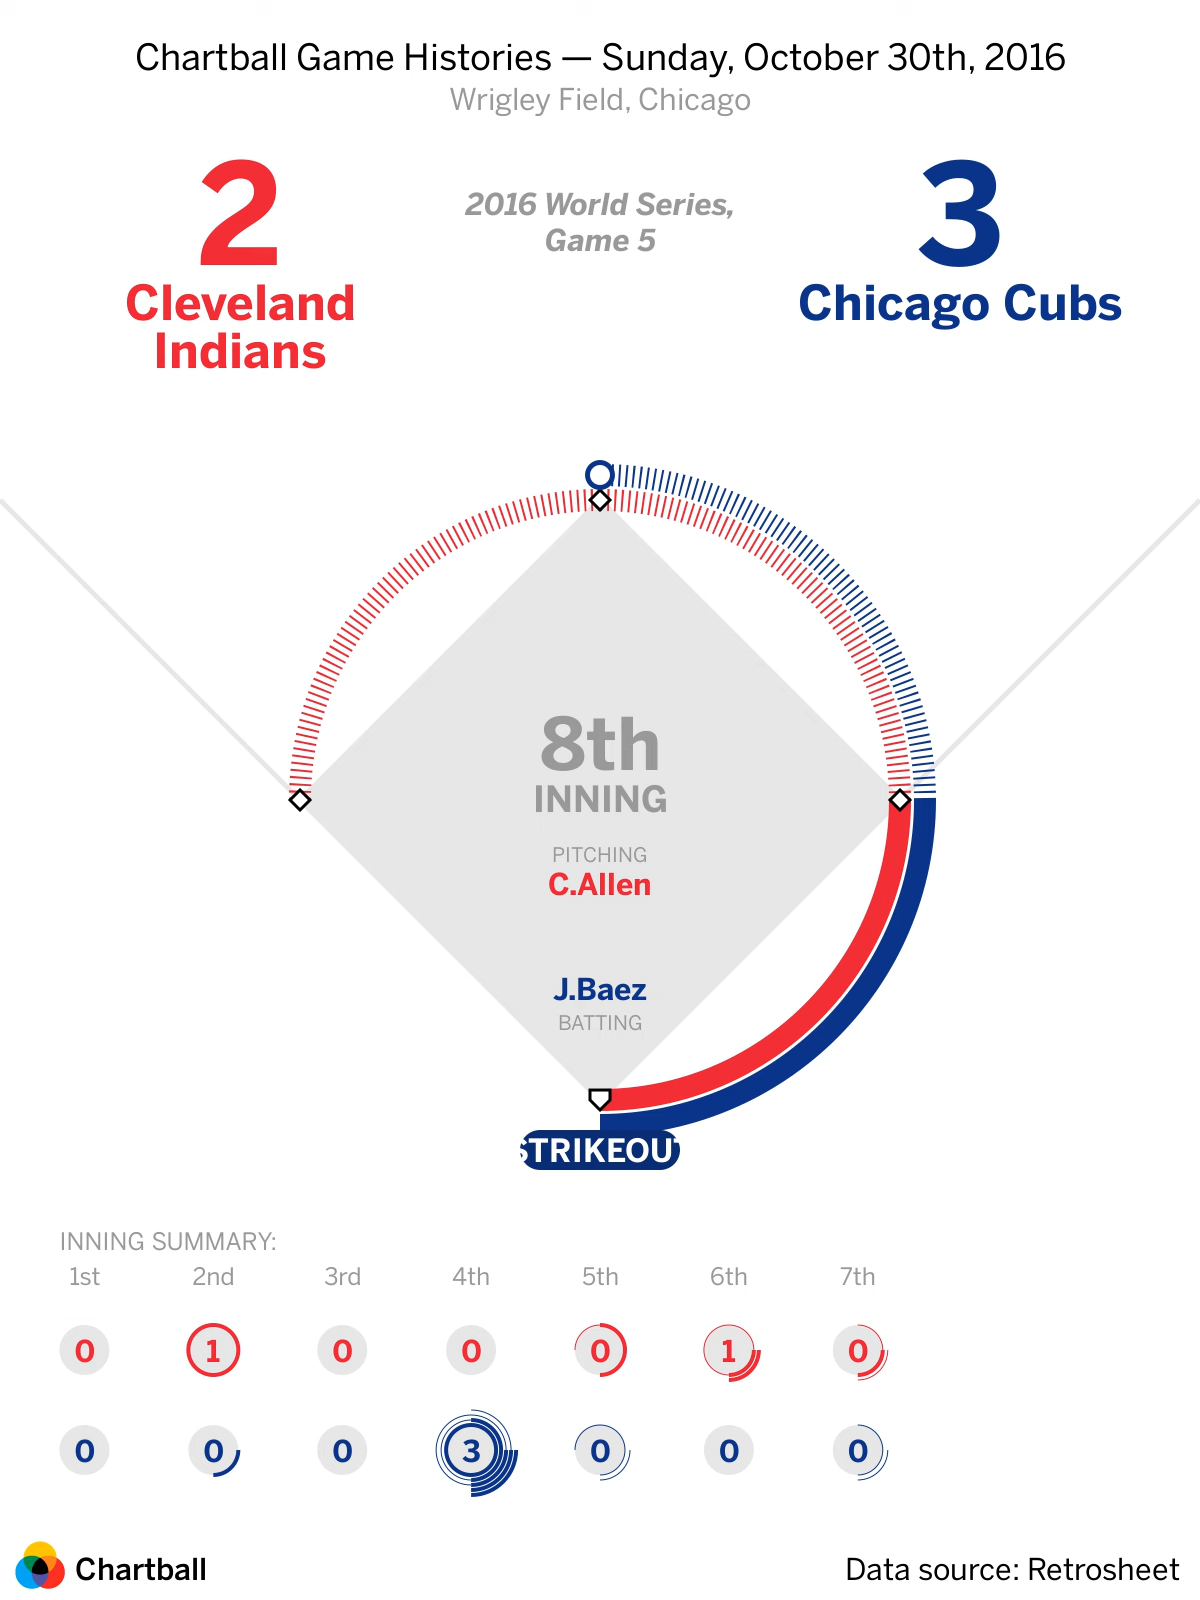 Chartball Game Histories — Sunday, October 30th, 2016
Wrigley Field, Chicago
2
Cleveland
Indians
2016 World Series,
Game 5
3
Chicago Cubs
8th
INNING
PITCHING
C.Allen
J.Baez
BATTING
STRIKEOUT
INNING SUMMARY:
1st 2nd 3rd 4th 5th 6th 7th
0 1 0 0 0 1 0
0 0 0 3 0 0 0
Chartball
Data source: Retrosheet